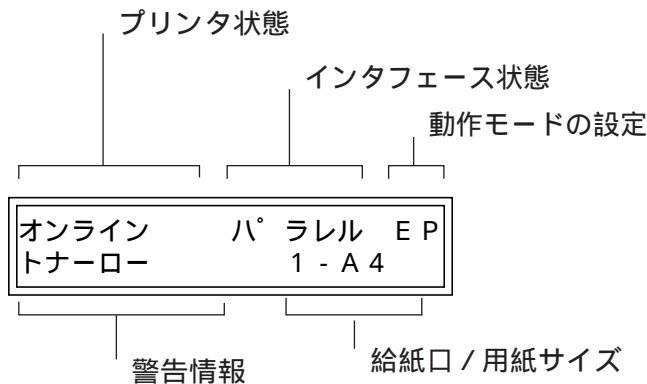 プリンタ状態
インタフェース状態
動作モードの設定
オンライン パラレル EP
トナーロー 1-A4
警告情報
給紙口/用紙サイズ